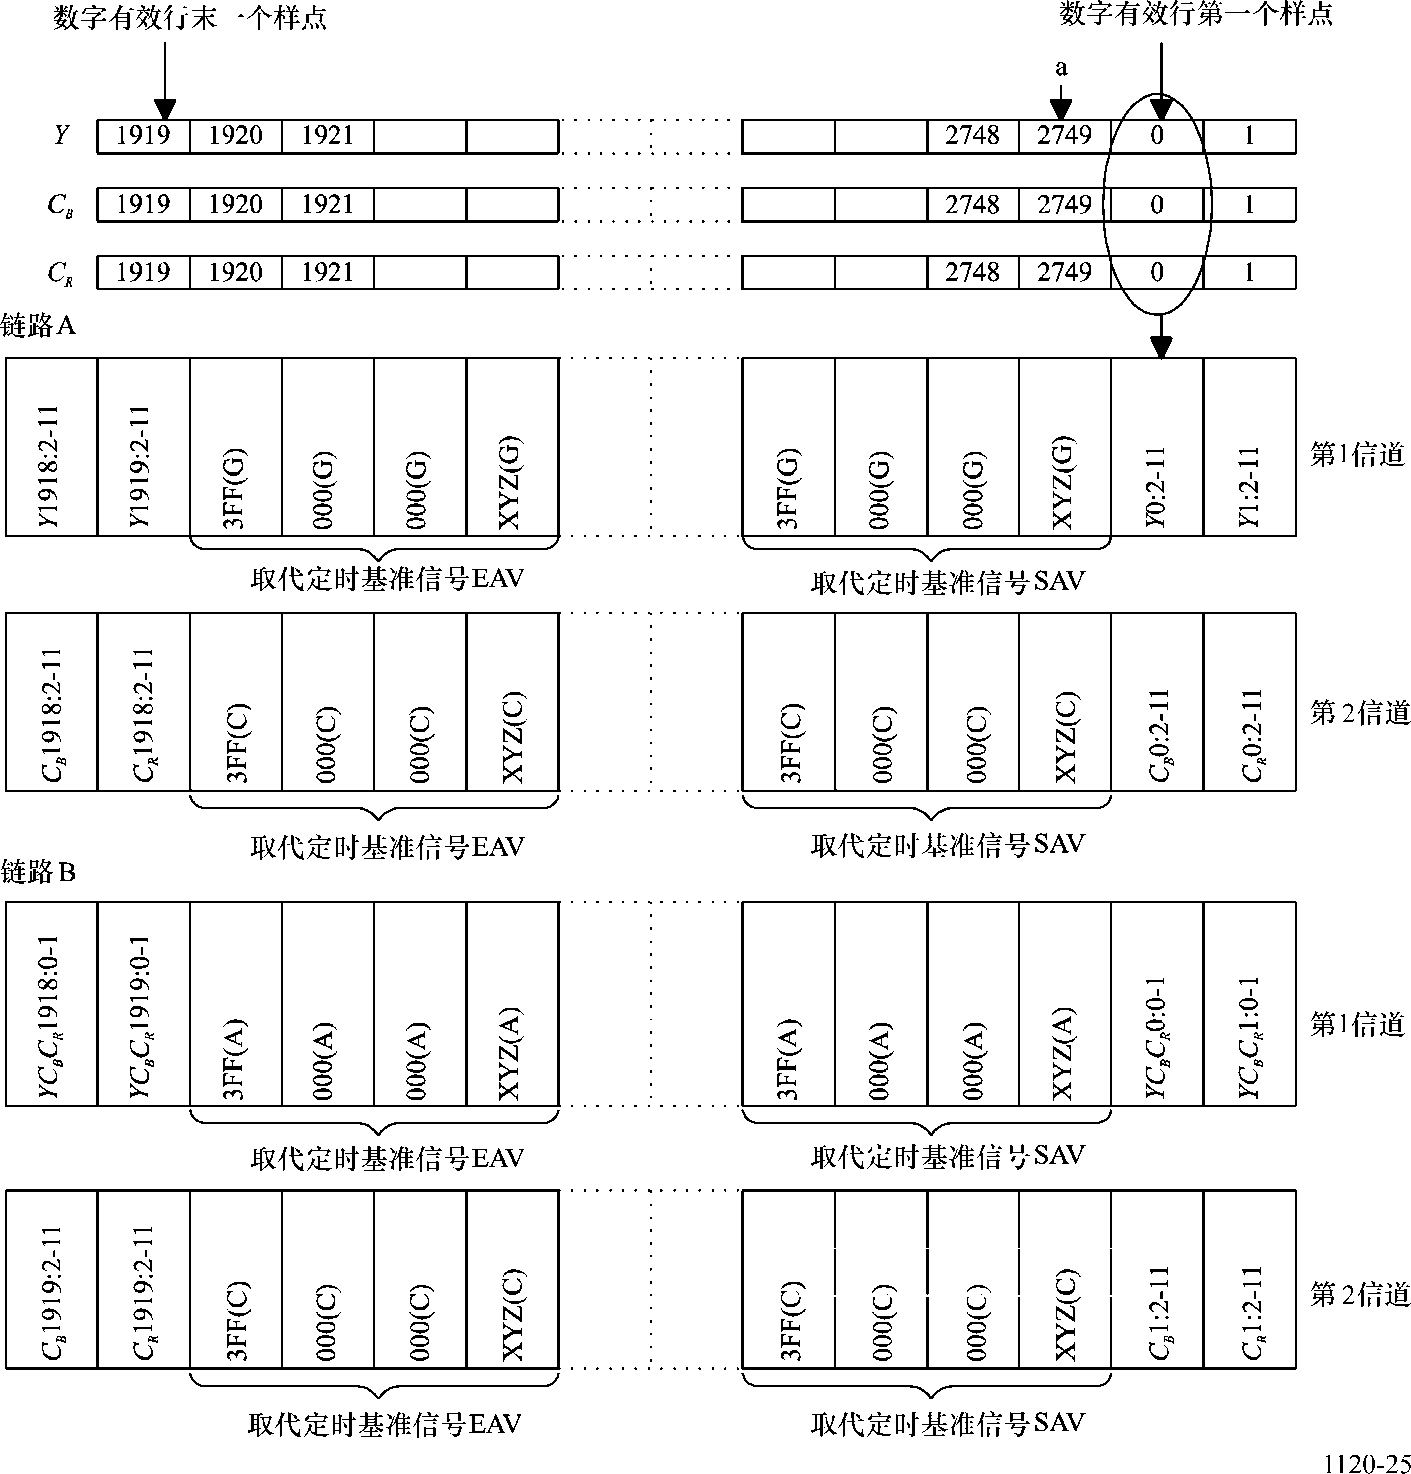 数字有效行末一个样点 数字有效行第一个样点
a
Y 1919 1920 1921 2748 2749 0 1
C_B 1919 1920 1921 2748 2749 0 1
C_R 1919 1920 1921 2748 2749 0 1
链路A
Y1918:2-11 Y1919:2-11 3FF(G) 000(G) 000(G) XYZ(G) 3FF(G) 000(G) 000(G) XYZ(G) Y0:2-11 Y1:2-11 第1信道
取代定时基准信号EAV 取代定时基准信号SAV
C_B1918:2-11 C_R1918:2-11 3FF(C) 000(C) 000(C) XYZ(C) 3FF(C) 000(C) 000(C) XYZ(C) C_B0:2-11 C_R0:2-11 第2信道
取代定时基准信号EAV 取代定时基准信号SAV
链路B
YC_BC_R1918:0-1 YC_BC_R1919:0-1 3FF(A) 000(A) 000(A) XYZ(A) 3FF(A) 000(A) 000(A) XYZ(A) YC_BC_R0:0-1 YC_BC_R1:0-1 第1信道
取代定时基准信号EAV 取代定时基准信号SAV
C_B1919:2-11 C_R1919:2-11 3FF(C) 000(C) 000(C) XYZ(C) 3FF(C) 000(C) 000(C) XYZ(C) C_B1:2-11 C_R1:2-11 第2信道
取代定时基准信号EAV 取代定时基准信号SAV
1120-25